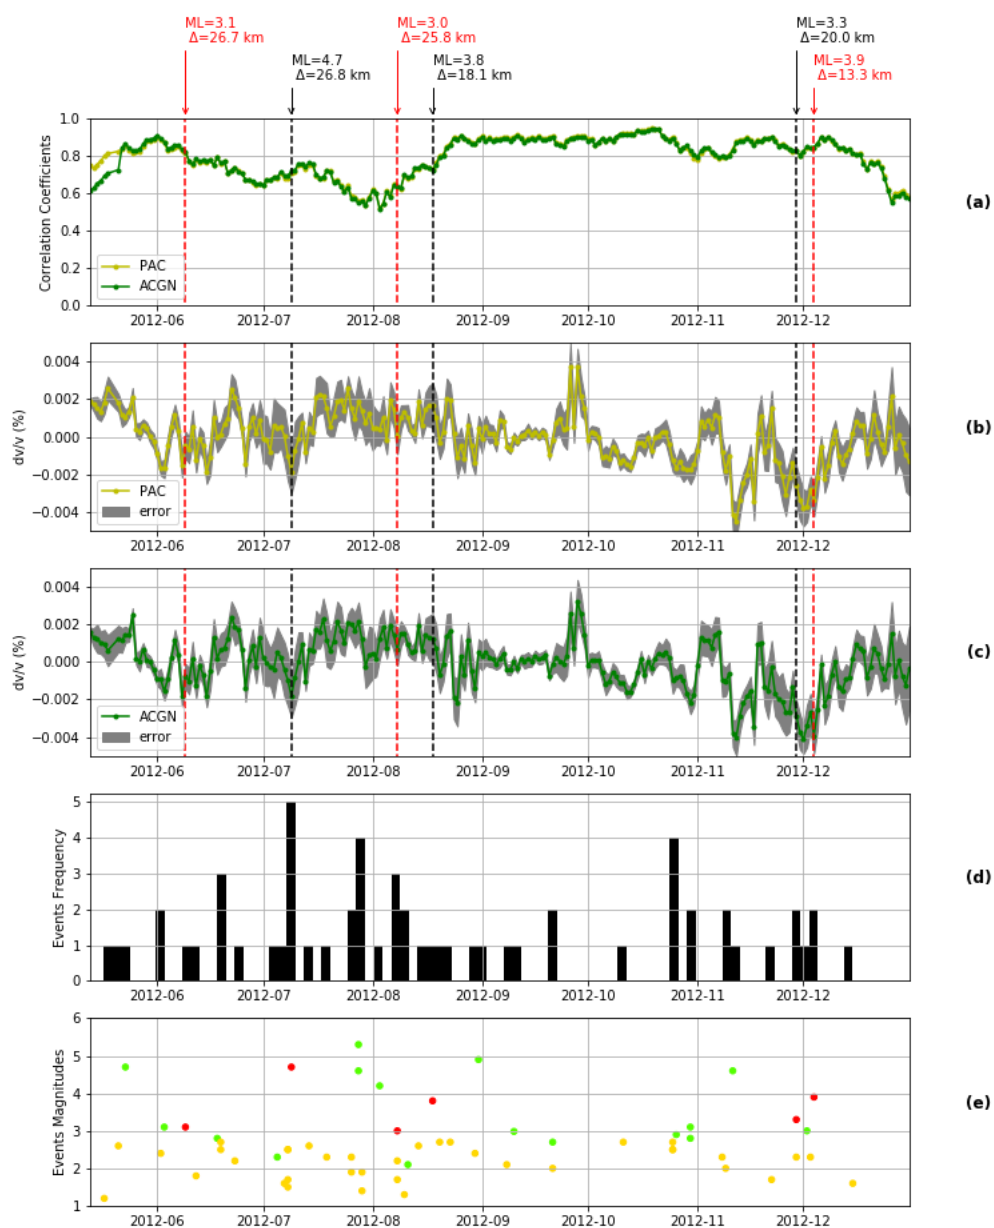 ML=3.1
Δ=26.7 km
ML=3.0
Δ=25.8 km
ML=3.3
Δ=20.0 km
ML=4.7
Δ=26.8 km
ML=3.8
Δ=18.1 km
ML=3.9
Δ=13.3 km
1.0
0.8
0.6
0.4
0.2
0.0
Correlation Coefficients
PAC
ACGN
(a)
2012-06 2012-07 2012-08 2012-09 2012-10 2012-11 2012-12
0.004
0.002
0.000
−0.002
−0.004
dv/v (%)
PAC
error
(b)
2012-06 2012-07 2012-08 2012-09 2012-10 2012-11 2012-12
0.004
0.002
0.000
−0.002
−0.004
dv/v (%)
ACGN
error
(c)
2012-06 2012-07 2012-08 2012-09 2012-10 2012-11 2012-12
5
4
3
2
1
0
Events Frequency
(d)
2012-06 2012-07 2012-08 2012-09 2012-10 2012-11 2012-12
6
5
4
3
2
1
Events Magnitudes
(e)
2012-06 2012-07 2012-08 2012-09 2012-10 2012-11 2012-12